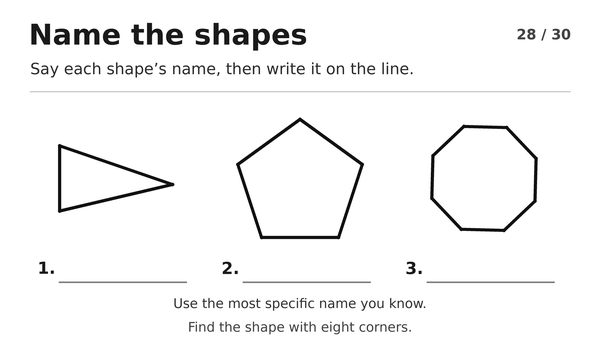 Name the shapes
28 / 30
Say each shape’s name, then write it on the line.
1.
2.
3.
Use the most specific name you know.
Find the shape with eight corners.